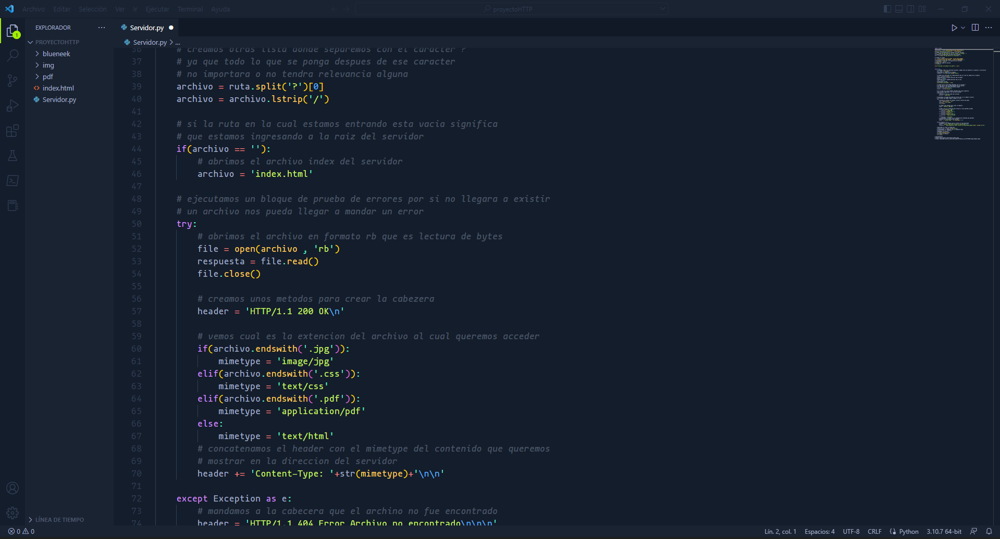 Archivo Editar Selección Ver Ir Ejecutar Terminal Ayuda
proyectoHTTP
EXPLORADOR
PROYECTOHTTP
blueneek
img
pdf
index.html
Servidor.py
LÍNEA DE TIEMPO
1
Servidor.py
Servidor.py > ...
36 # creamos otras lista donde separemos con el caracter ?
37 # ya que todo lo que se ponga despues de ese caracter
38 # no importara o no tendra relevancia alguna
39 archivo = ruta.split('?')[0]
40 archivo = archivo.lstrip('/')
41
42 # si la ruta en la cual estamos entrando esta vacia significa
43 # que estamos ingresando a la raiz del servidor
44 if(archivo == ''):
45 # abrimos el archivo index del servidor
46 archivo = 'index.html'
47
48 # ejecutamos un bloque de prueba de errores por si no llegara a existir
49 # un archivo nos pueda llegar a mandar un error
50 try:
51 # abrimos el archivo en formato rb que es lectura de bytes
52 file = open(archivo , 'rb')
53 respuesta = file.read()
54 file.close()
55
56 # creamos unos metodos para crear la cabezera
57 header = 'HTTP/1.1 200 OK\n'
58
59 # vemos cual es la extencion del archivo al cual queremos acceder
60 if(archivo.endswith('.jpg')):
61 mimetype = 'image/jpg'
62 elif(archivo.endswith('.css')):
63 mimetype = 'text/css'
64 elif(archivo.endswith('.pdf')):
65 mimetype = 'application/pdf'
66 else:
67 mimetype = 'text/html'
68 # concatenamos el header con el mimetype del contenido que queremos
69 # mostrar en la direccion del servidor
70 header += 'Content-Type: '+str(mimetype)+'\n\n'
71
72 except Exception as e:
73 # mandamos a la cabecera que el archino no fue encontrado
74 header = 'HTTP/1.1 404 Error Archivo no encontrado\n\n\n'
0 0
Lín. 2, col. 1 Espacios: 4 UTF-8 CRLF Python 3.10.7 64-bit